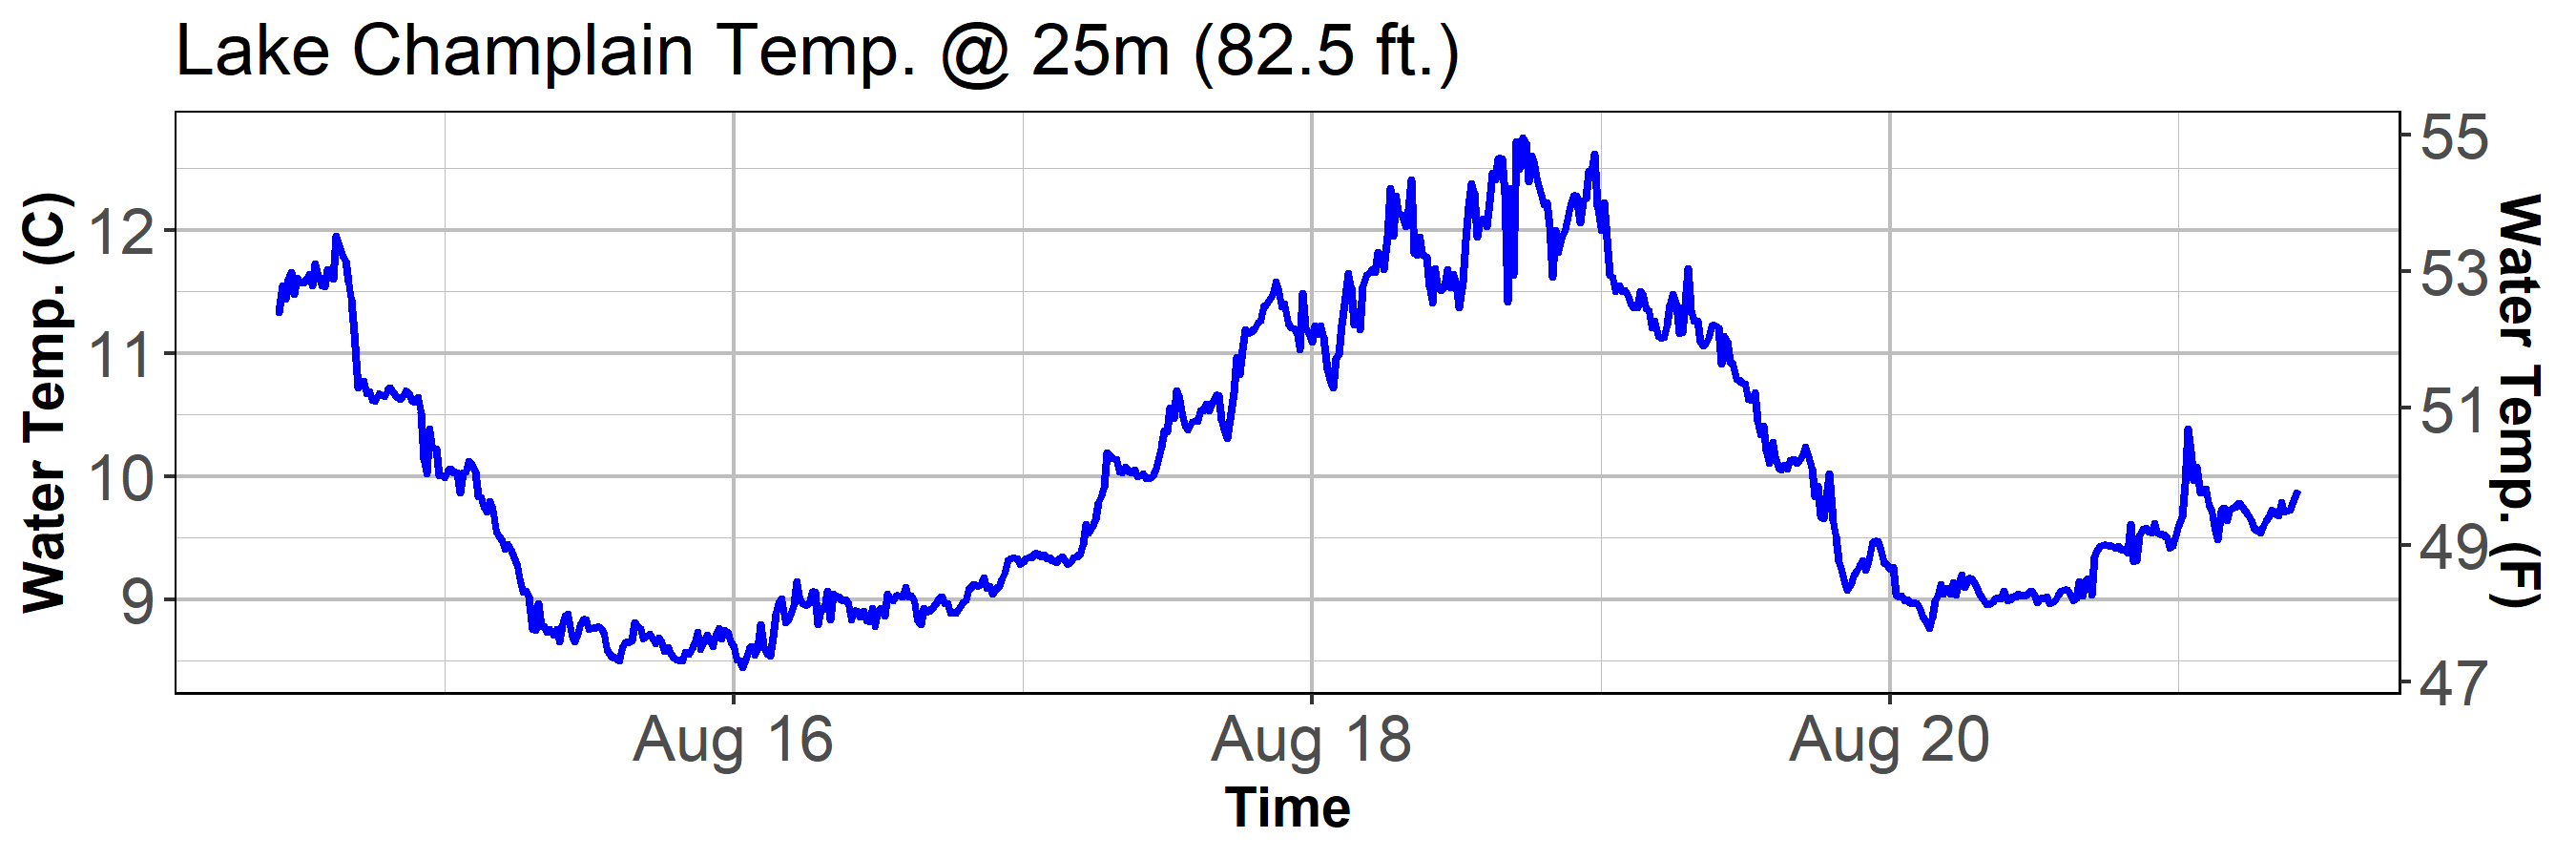 Lake Champlain Temp. @ 25m (82.5 ft.)
Water Temp. (C)
12
11
10
9
55
53
51
49
47
Water Temp. (F)
Aug 16 Aug 18 Aug 20
Time